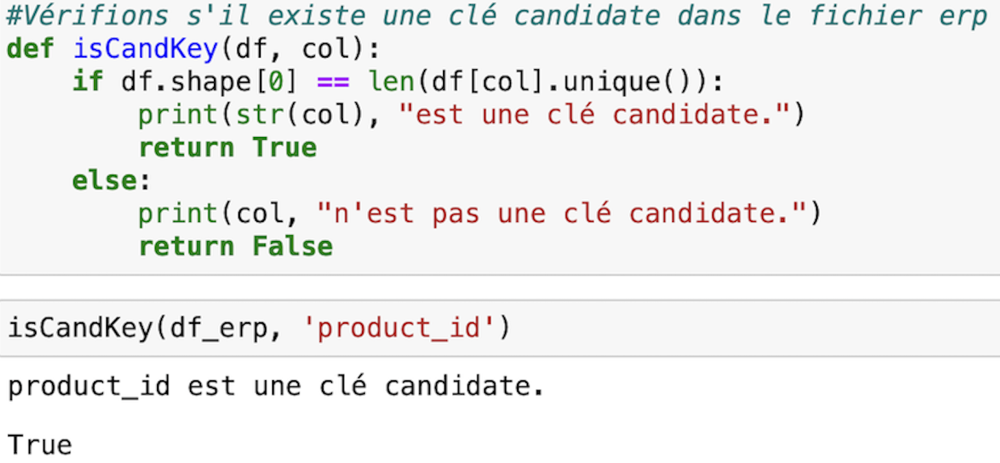 #Vérifions s'il existe une clé candidate dans le fichier erp
def isCandKey(df, col):
    if df.shape[0] == len(df[col].unique()):
        print(str(col), "est une clé candidate.")
        return True
    else:
        print(col, "n'est pas une clé candidate.")
        return False
isCandKey(df_erp, 'product_id')
product_id est une clé candidate.
True